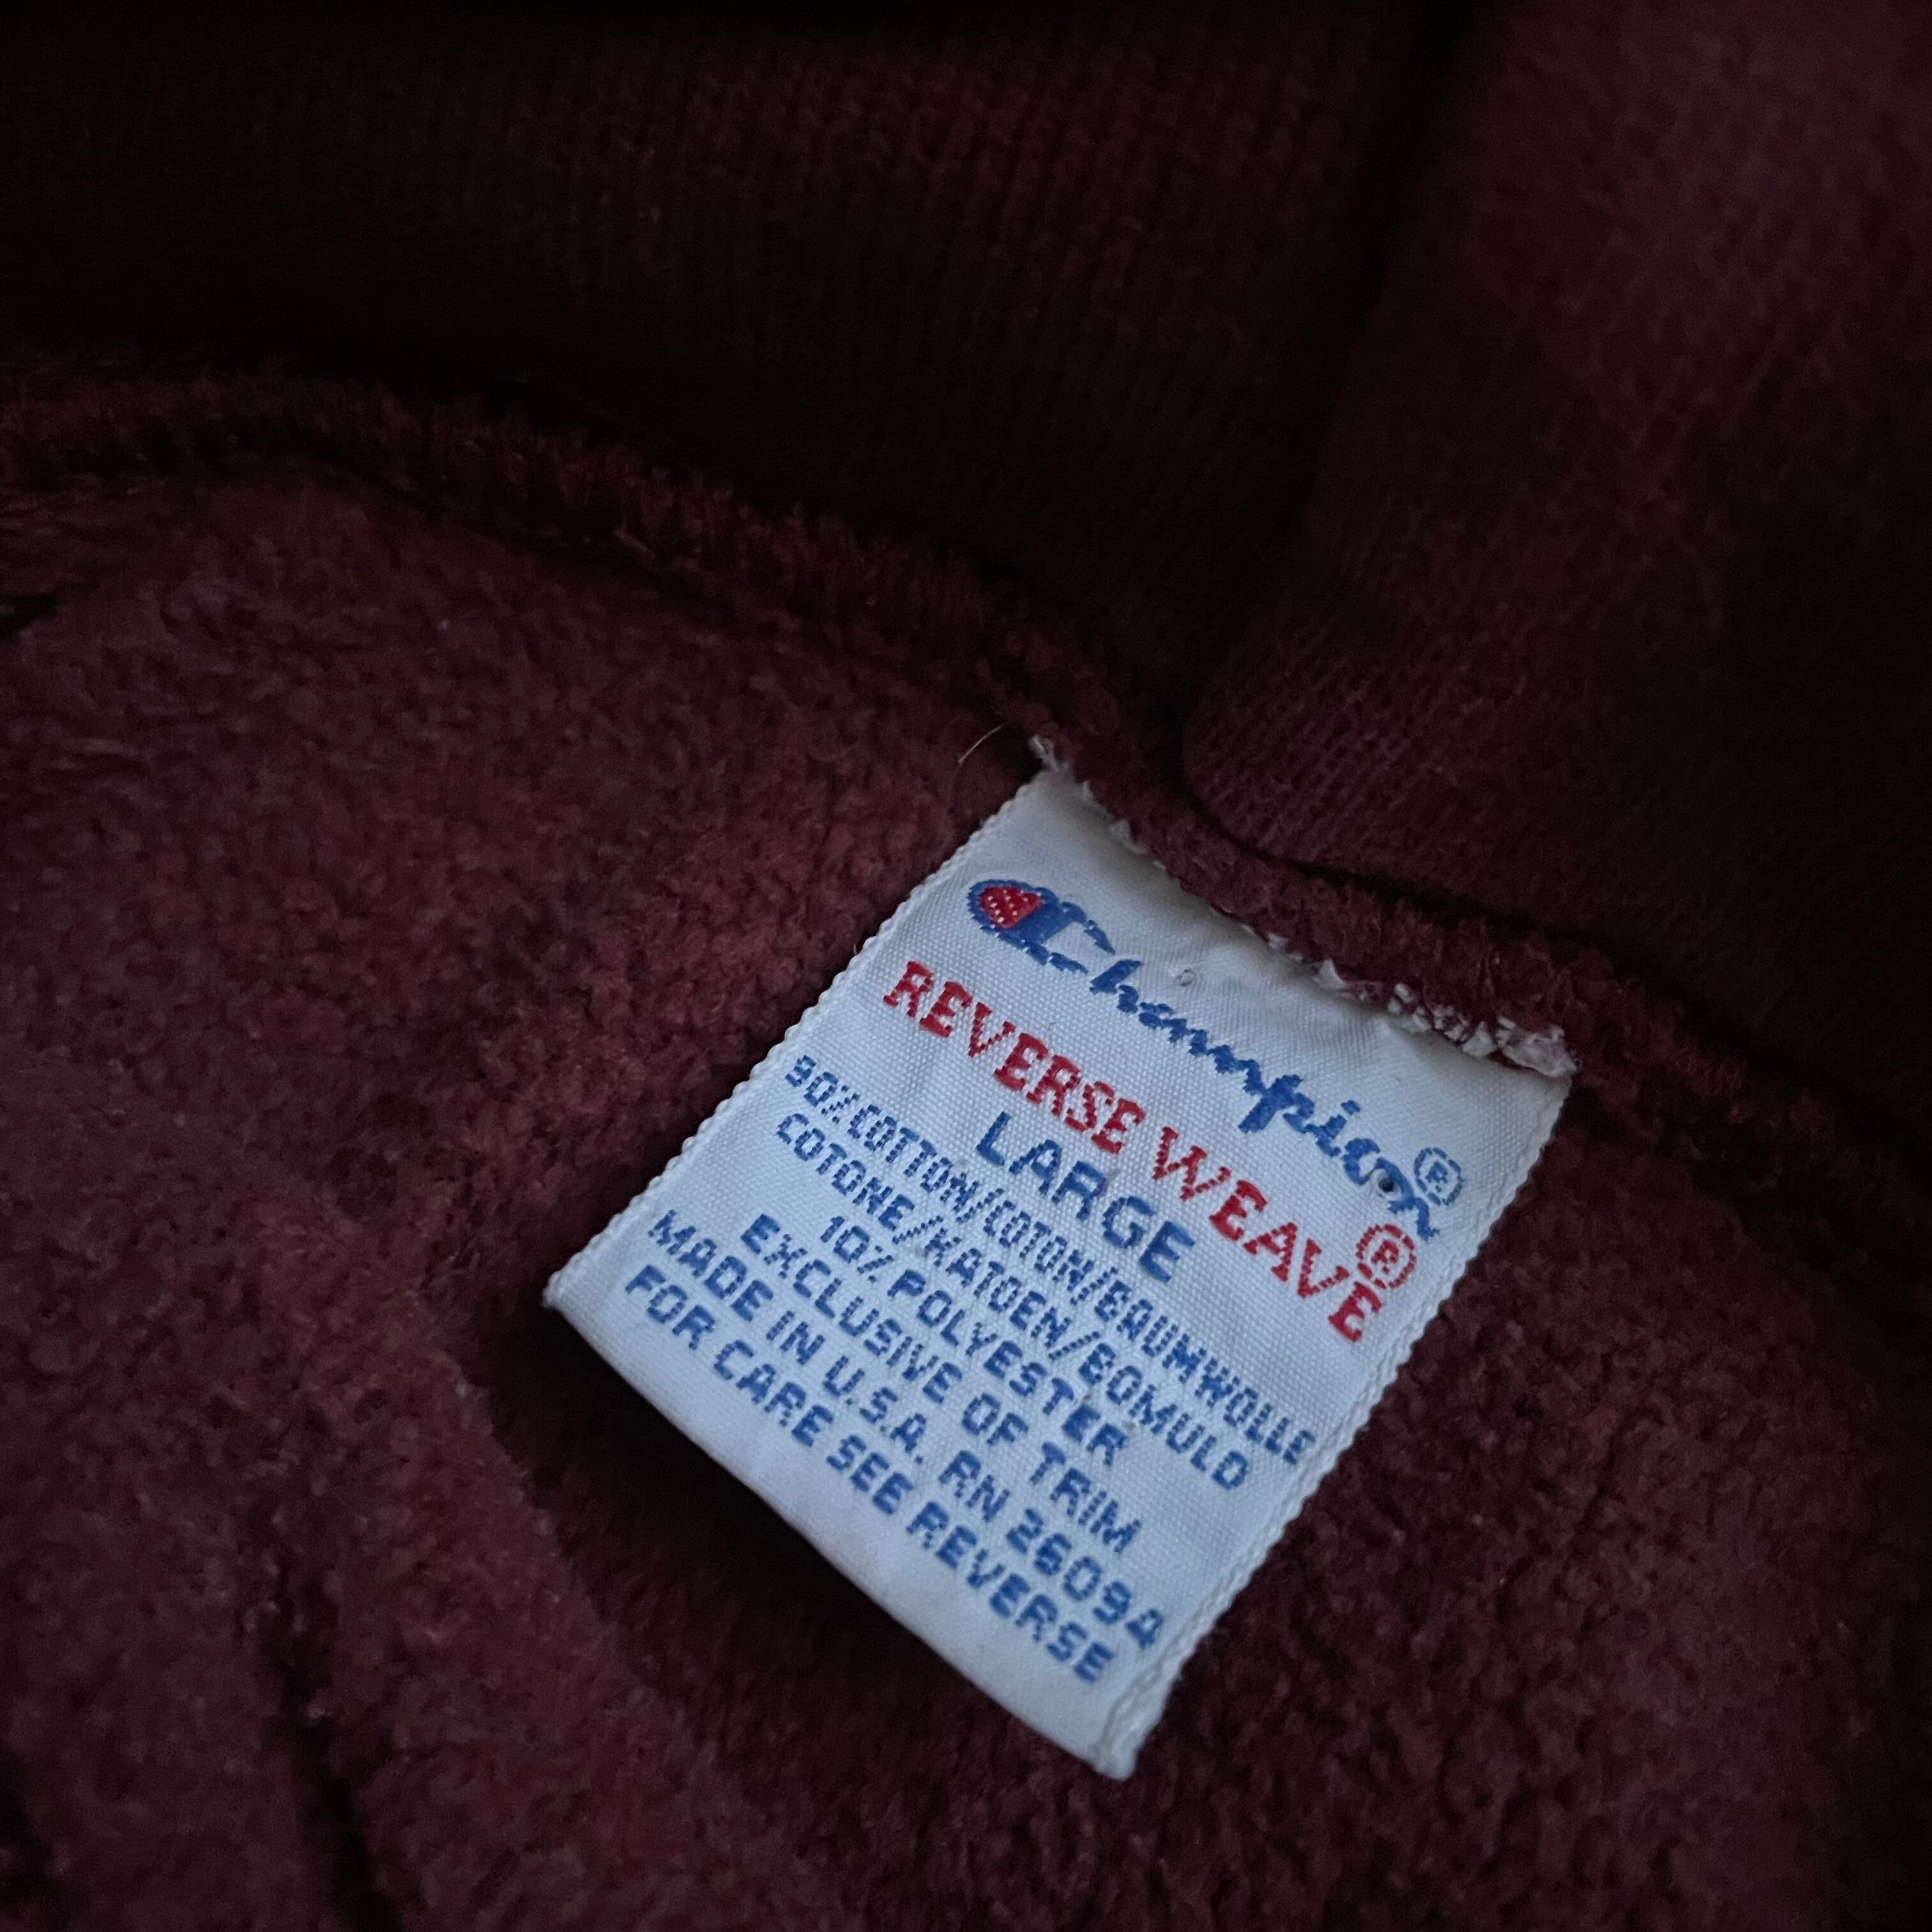 Champion®
REVERSE WEAVE®
LARGE
90% COTTON/COTON/BAUMWOLLE
COTONE/KATOEN/BOMULD
10% POLYESTER
EXCLUSIVE OF TRIM
MADE IN U.S.A. RN 26094
FOR CARE SEE REVERSE